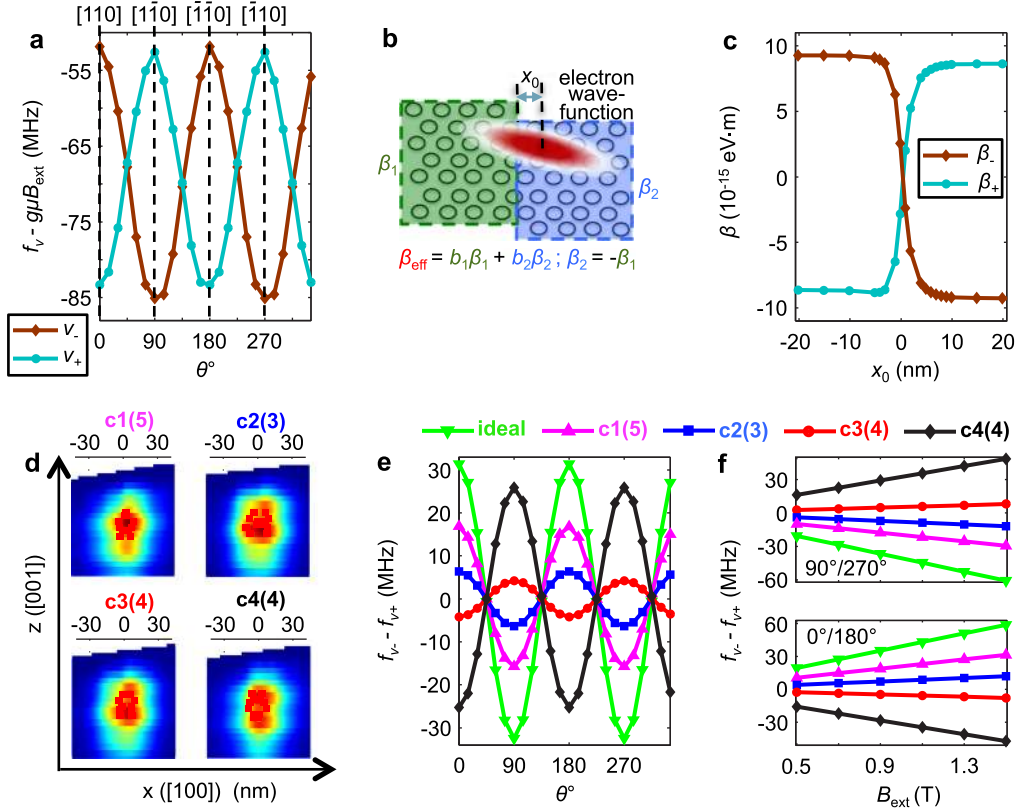 [110] [11̄0] [1̄1̄0] [1̄10]
a
-55
-65
-75
-85
f_v - gμB_ext (MHz)
0 90 180 270
θ°
v_-
v_+
b
x_0
electron
wave-
function
β_1
β_2
β_eff = b_1β_1 + b_2β_2 ; β_2 = -β_1
c
10
5
0
-5
-10
β (10^-15 eV·m)
β_-
β_+
-20 -10 0 10 20
x_0 (nm)
d
c1(5) c2(3)
-30 0 30 -30 0 30
c3(4) c4(4)
-30 0 30 -30 0 30
z ([001])
x ([100]) (nm)
ideal c1(5) c2(3) c3(4) c4(4)
e
30
20
10
0
-10
-20
-30
f_v- - f_v+ (MHz)
0 90 180 270
θ°
f
30
0
-30
-60
90°/270°
f_v- - f_v+ (MHz)
60
30
0
-30
0°/180°
0.5 0.9 1.3
B_ext (T)